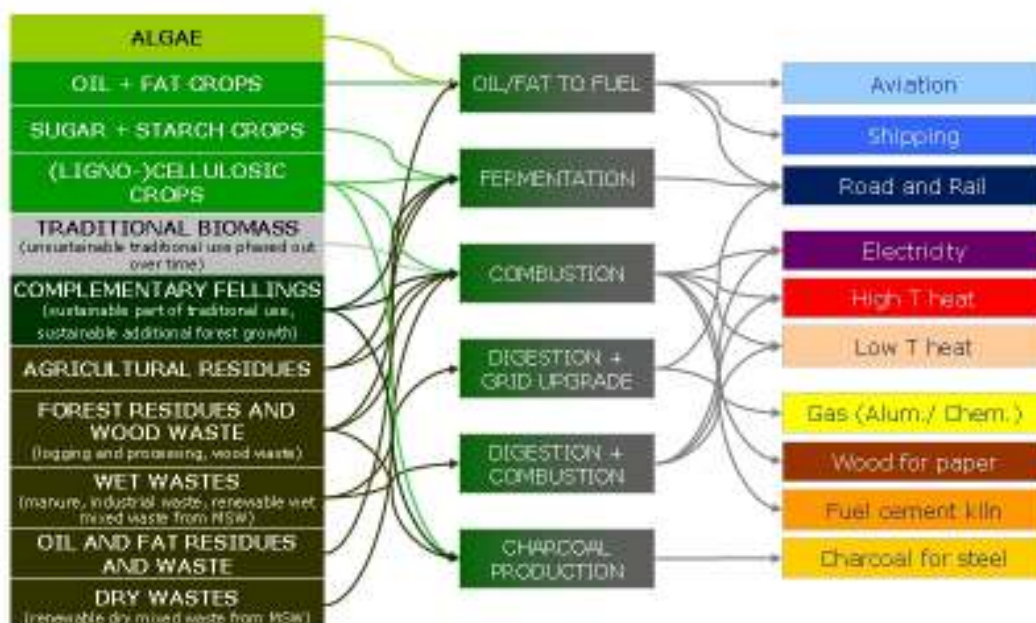 ALGAE
OIL + FAT CROPS
SUGAR + STARCH CROPS
(LIGNO-)CELLULOSIC
CROPS
TRADITIONAL BIOMASS
(unsustainable traditional use phased out
over time)
COMPLEMENTARY FELLINGS
(sustainable part of traditional use,
sustainable additional forest growth)
AGRICULTURAL RESIDUES
FOREST RESIDUES AND
WOOD WASTE
(logging and processing, wood waste)
WET WASTES
(manure, industrial waste, renewable wet
mixed waste from MSW)
OIL AND FAT RESIDUES
AND WASTE
DRY WASTES
(renewable dry mixed waste from MSW)
OIL/FAT TO FUEL
FERMENTATION
COMBUSTION
DIGESTION +
GRID UPGRADE
DIGESTION +
COMBUSTION
CHARCOAL
PRODUCTION
Aviation
Shipping
Road and Rail
Electricity
High T heat
Low T heat
Gas (Alum./ Chem.)
Wood for paper
Fuel cement kiln
Charcoal for steel